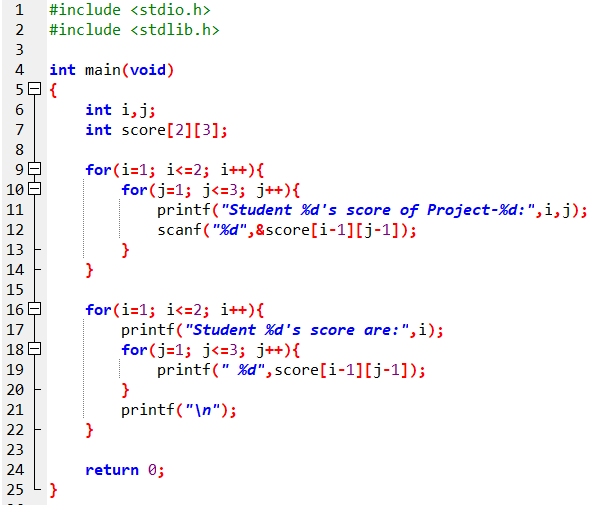 1 #include <stdio.h>
2 #include <stdlib.h>
3
4 int main(void)
5 {
6     int i,j;
7     int score[2][3];
8
9     for(i=1; i<=2; i++){
10         for(j=1; j<=3; j++){
11             printf("Student %d's score of Project-%d:",i,j);
12             scanf("%d",&score[i-1][j-1]);
13         }
14     }
15
16     for(i=1; i<=2; i++){
17         printf("Student %d's score are:",i);
18         for(j=1; j<=3; j++){
19             printf(" %d",score[i-1][j-1]);
20         }
21         printf("\n");
22     }
23
24     return 0;
25 }